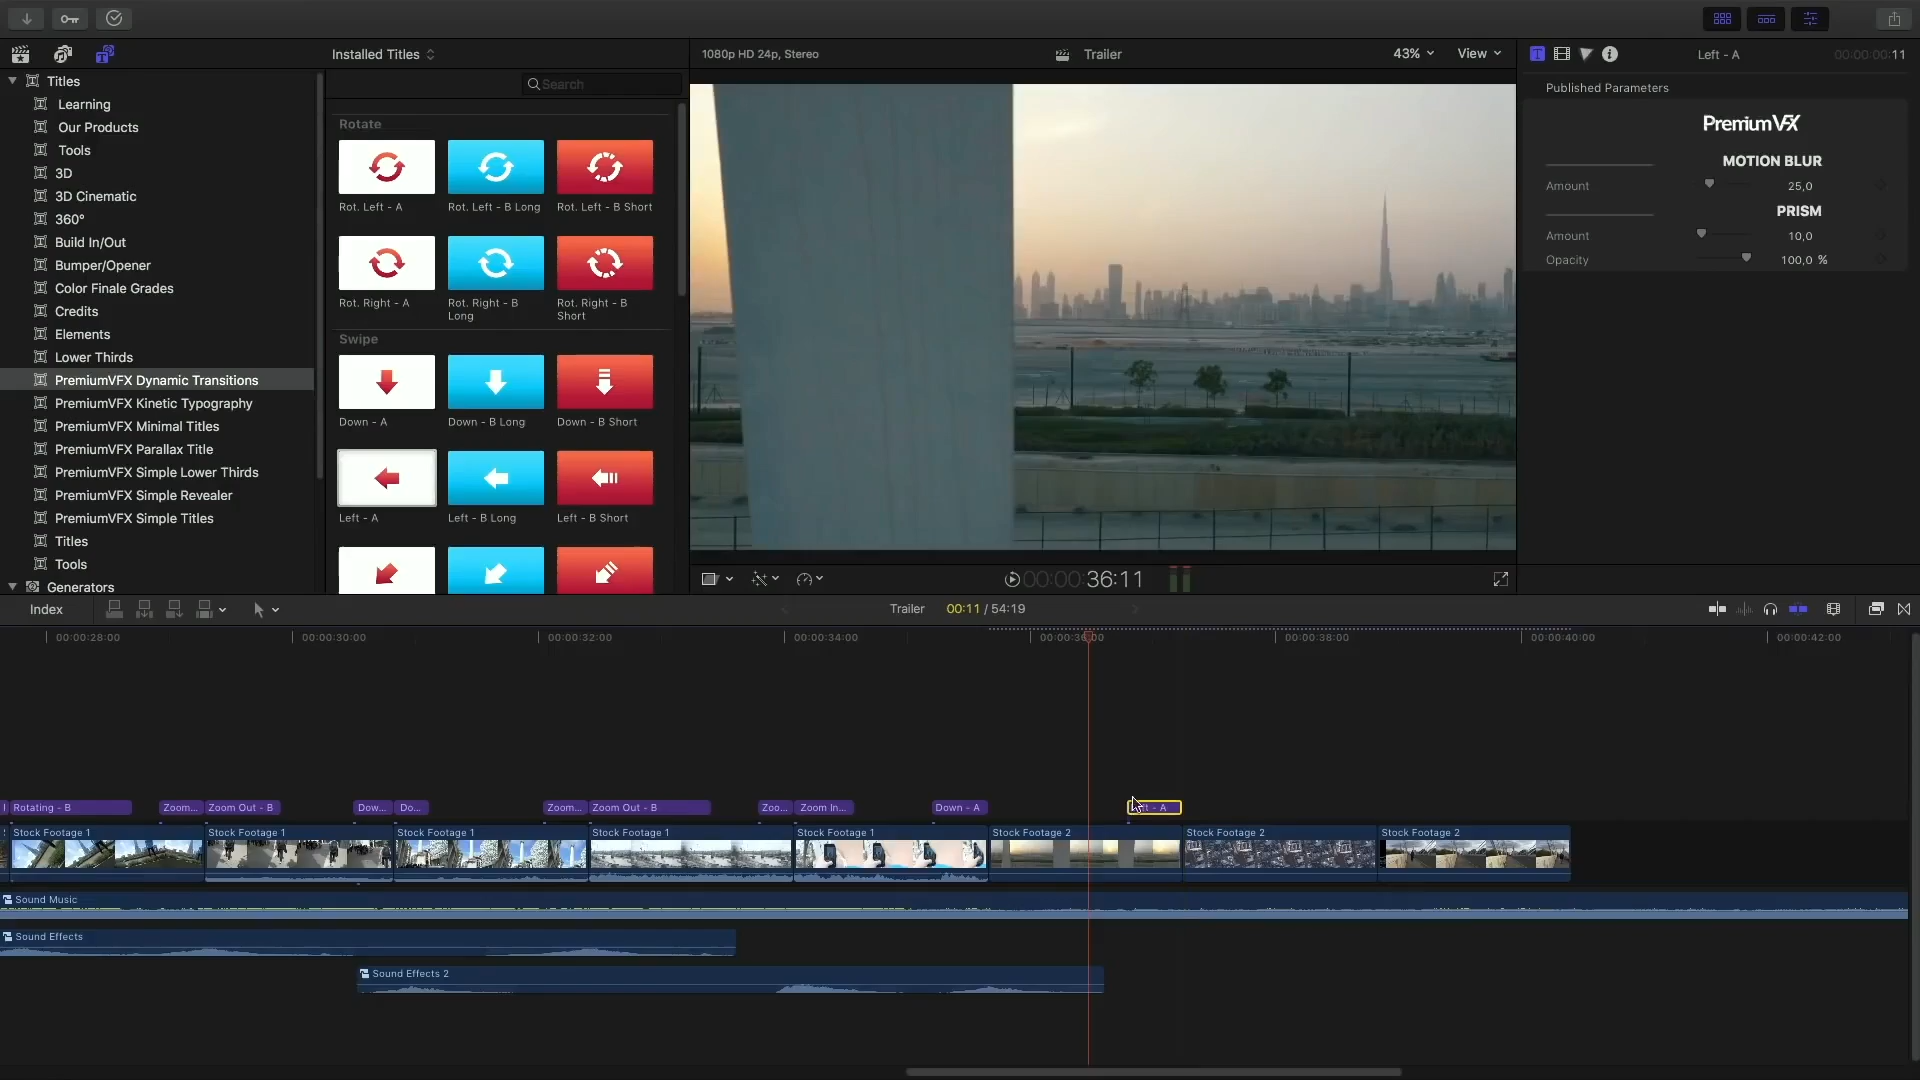 Installed Titles
1080p HD 24p, Stereo
Trailer
43%
View
Left - A
00:00:00:11
Titles
Learning
Our Products
Tools
3D
3D Cinematic
360°
Build In/Out
Bumper/Opener
Color Finale Grades
Credits
Elements
Lower Thirds
PremiumVFX Dynamic Transitions
PremiumVFX Kinetic Typography
PremiumVFX Minimal Titles
PremiumVFX Parallax Title
PremiumVFX Simple Lower Thirds
PremiumVFX Simple Revealer
PremiumVFX Simple Titles
Titles
Tools
Generators
Search
Rotate
Rot. Left - A
Rot. Left - B Long
Rot. Left - B Short
Rot. Right - A
Rot. Right - B Long
Rot. Right - B Short
Swipe
Down - A
Down - B Long
Down - B Short
Left - A
Left - B Long
Left - B Short
Published Parameters
PremiumVFX
MOTION BLUR
Amount 25,0
PRISM
Amount 10,0
Opacity 100,0 %
00:00:36:11
Index
Trailer 00:11 / 54:19
00:00:28:00 00:00:30:00 00:00:32:00 00:00:34:00 00:00:36:00 00:00:38:00 00:00:40:00 00:00:42:00
Rotating - B Zoom... Zoom Out - B Dow... Do... Zoom... Zoom Out - B Zoo... Zoom In... Down - A
Stock Footage 1 Stock Footage 1 Stock Footage 1 Stock Footage 1 Stock Footage 1 Stock Footage 2 Stock Footage 2 Stock Footage 2
Sound Music
Sound Effects
Sound Effects 2